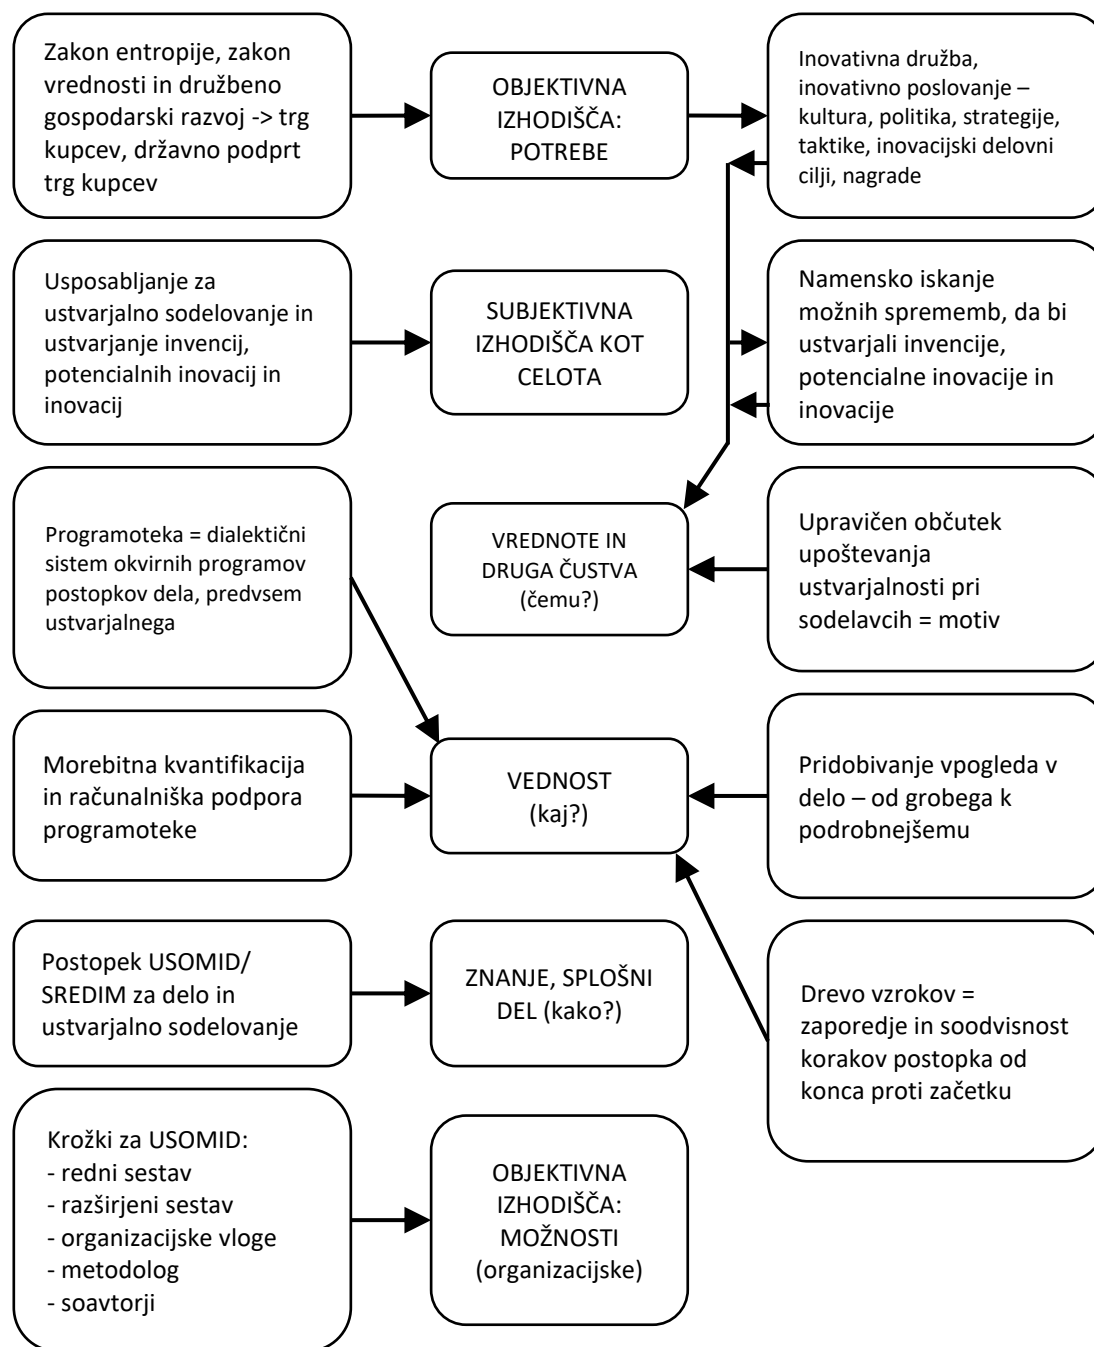 Zakon entropije, zakon
vrednosti in družbeno
gospodarski razvoj -> trg
kupcev, državno podprt
trg kupcev
OBJEKTIVNA
IZHODIŠČA:
POTREBE
Inovativna družba,
inovativno poslovanje –
kultura, politika, strategije,
taktike, inovacijski delovni
cilji, nagrade
Usposabljanje za
ustvarjalno sodelovanje in
ustvarjanje invencij,
potencialnih inovacij in
inovacij
SUBJEKTIVNA
IZHODIŠČA KOT
CELOTA
Namensko iskanje
možnih sprememb, da bi
ustvarjali invencije,
potencialne inovacije in
inovacije
Programoteka = dialektični
sistem okvirnih programov
postopkov dela, predvsem
ustvarjalnega
VREDNOTE IN
DRUGA ČUSTVA
(čemu?)
Upravičen občutek
upoštevanja
ustvarjalnosti pri
sodelavcih = motiv
Morebitna kvantifikacija
in računalniška podpora
programoteke
VEDNOST
(kaj?)
Pridobivanje vpogleda v
delo – od grobega k
podrobnejšemu
Postopek USOMID/
SREDIM za delo in
ustvarjalno sodelovanje
ZNANJE, SPLOŠNI
DEL (kako?)
Drevo vzrokov =
zaporedje in soodvisnost
korakov postopka od
konca proti začetku
Krožki za USOMID:
- redni sestav
- razširjeni sestav
- organizacijske vloge
- metodolog
- soavtorji
OBJEKTIVNA
IZHODIŠČA:
MOŽNOSTI
(organizacijske)